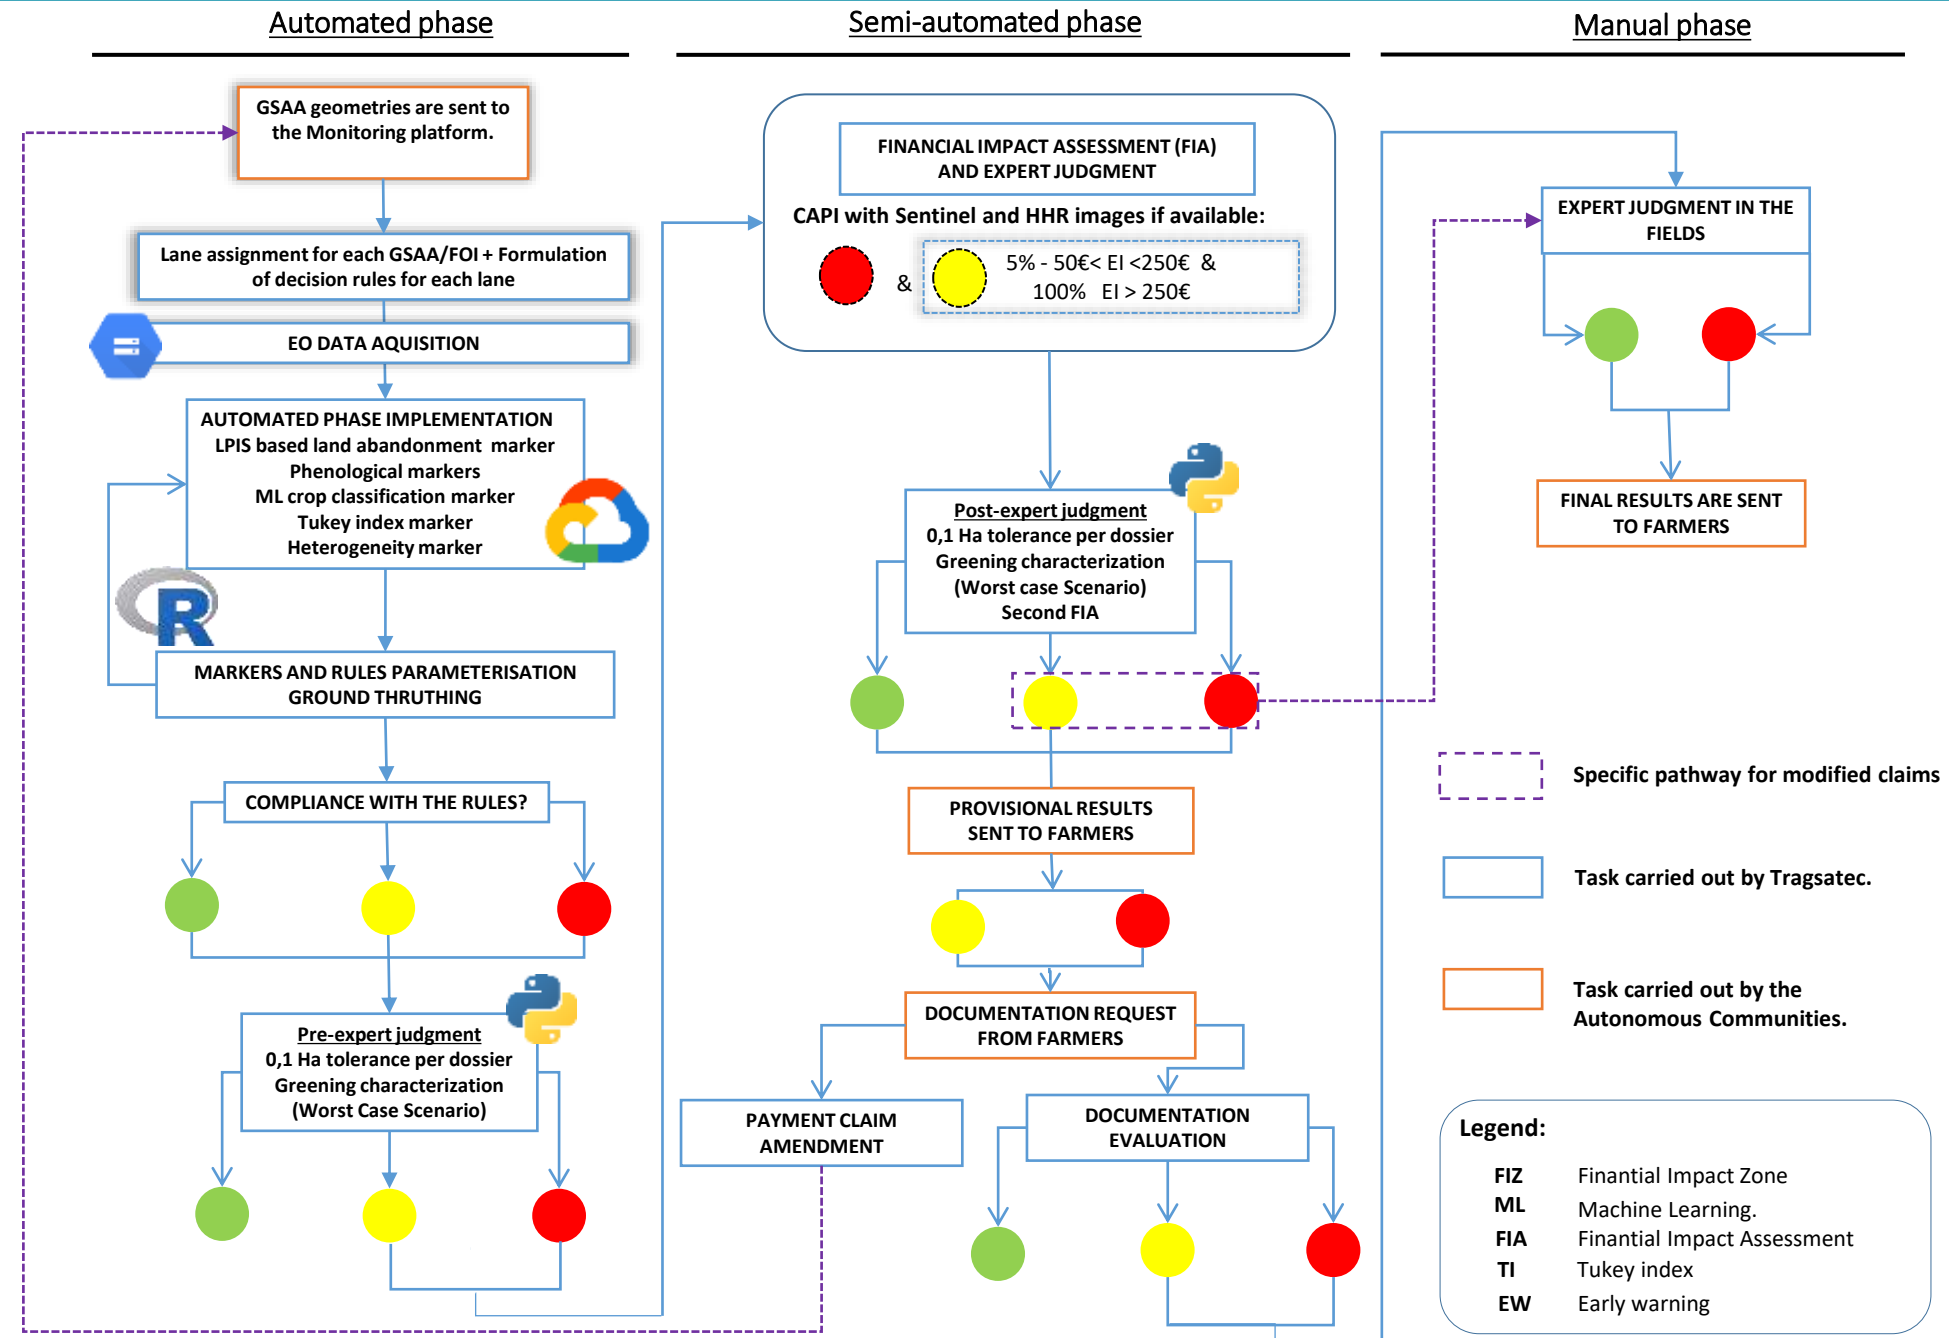 Automated phase
GSAA geometries are sent to
the Monitoring platform.
Lane assignment for each GSAA/FOI + Formulation
of decision rules for each lane
EO DATA AQUISITION
AUTOMATED PHASE IMPLEMENTATION
LPIS based land abandonment marker
Phenological markers
ML crop classification marker
Tukey index marker
Heterogeneity marker
R
MARKERS AND RULES PARAMETERISATION
GROUND THRUTHING
COMPLIANCE WITH THE RULES?
Pre-expert judgment
0,1 Ha tolerance per dossier
Greening characterization
(Worst Case Scenario)
Semi-automated phase
FINANCIAL IMPACT ASSESSMENT (FIA)
AND EXPERT JUDGMENT
CAPI with Sentinel and HHR images if available:
&
5% - 50€< EI <250€ &
100% EI > 250€
Post-expert judgment
0,1 Ha tolerance per dossier
Greening characterization
(Worst case Scenario)
Second FIA
PROVISIONAL RESULTS
SENT TO FARMERS
DOCUMENTATION REQUEST
FROM FARMERS
PAYMENT CLAIM
AMENDMENT
DOCUMENTATION
EVALUATION
Manual phase
EXPERT JUDGMENT IN THE
FIELDS
FINAL RESULTS ARE SENT
TO FARMERS
Specific pathway for modified claims
Task carried out by Tragsatec.
Task carried out by the
Autonomous Communities.
Legend:
FIZ Finantial Impact Zone
ML Machine Learning.
FIA Finantial Impact Assessment
TI Tukey index
EW Early warning